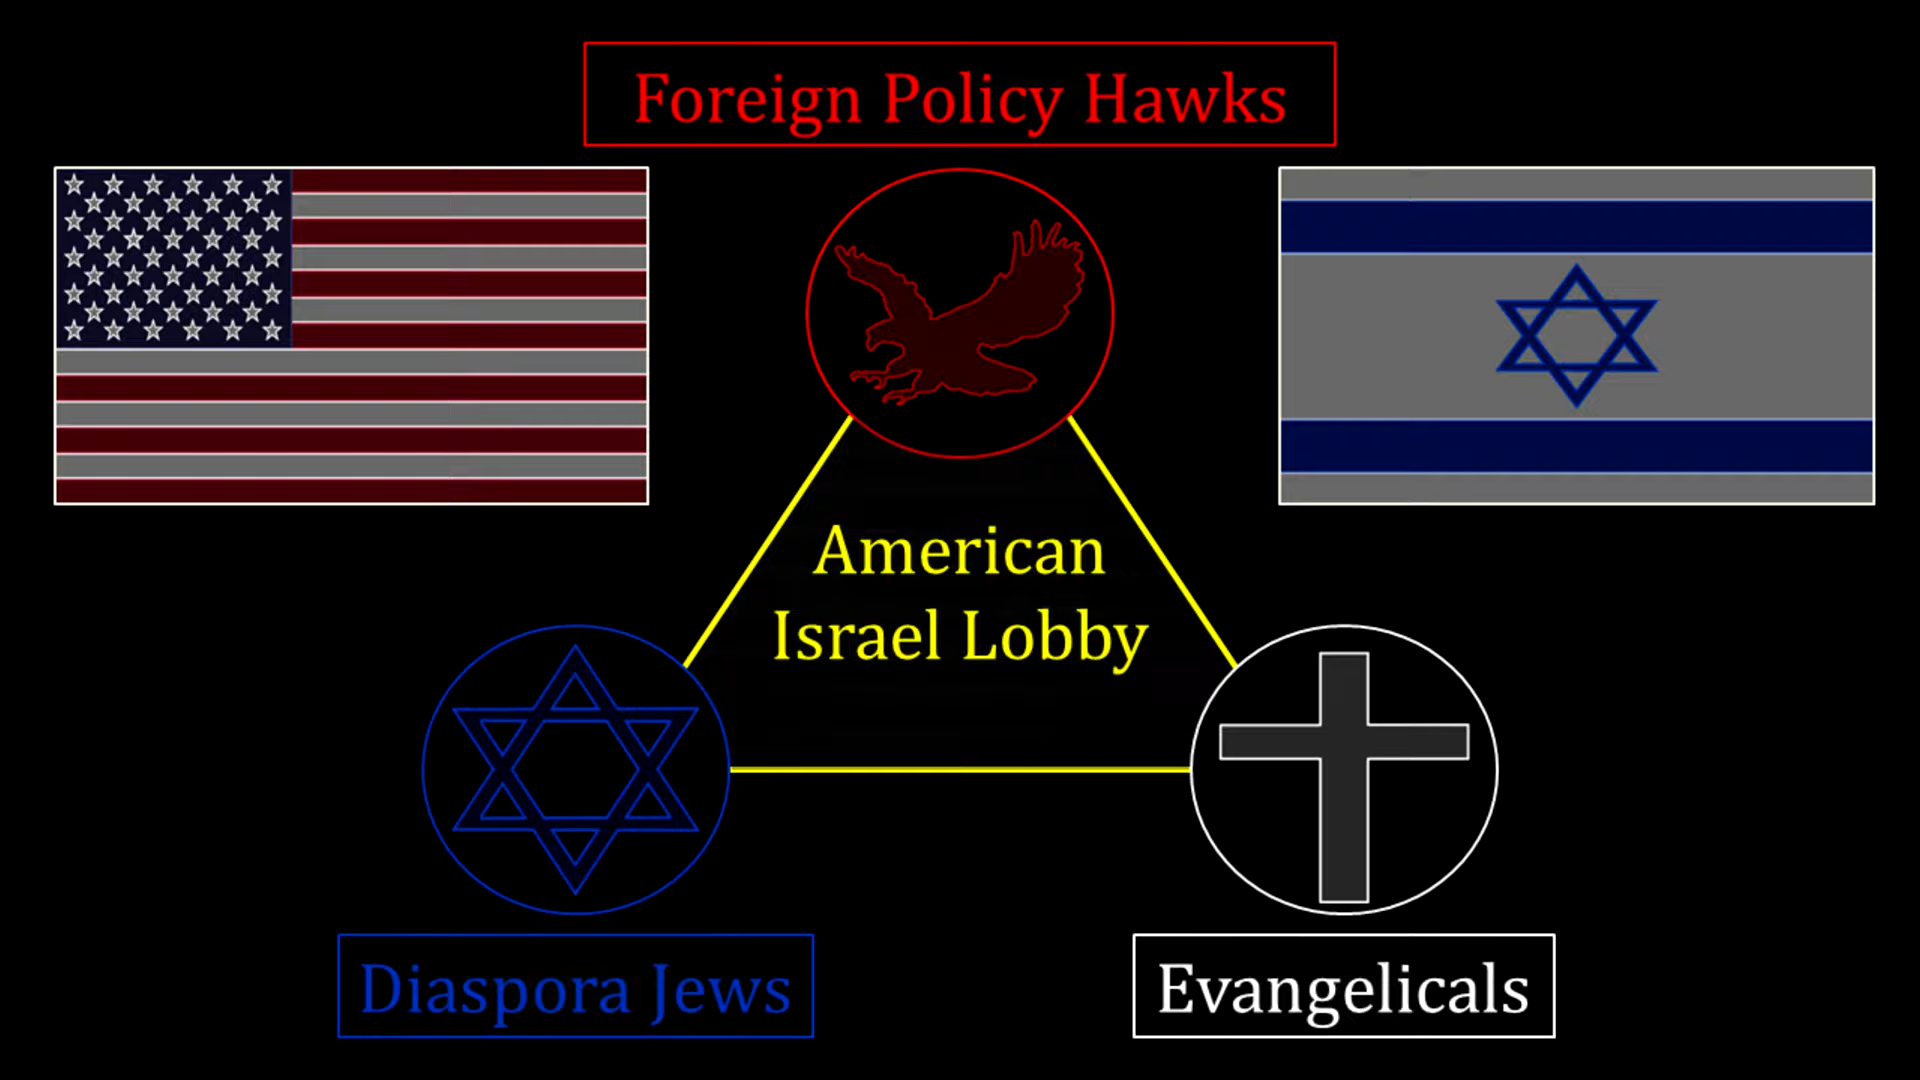 Foreign Policy Hawks
American
Israel Lobby
Diaspora Jews
Evangelicals